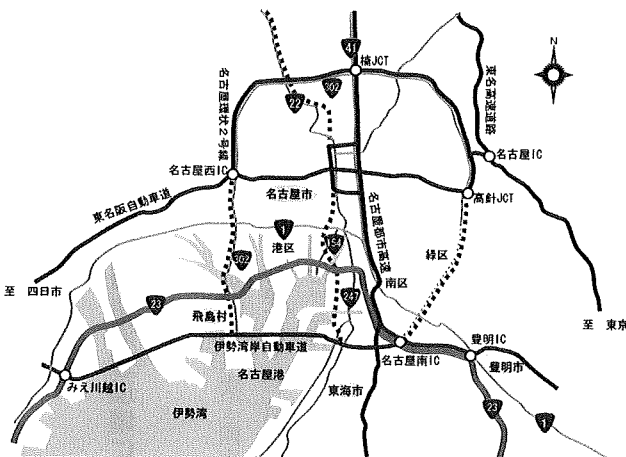 41
N
楠JCT
302
22
名古屋環状2号線
東名高速道路
名古屋IC
名古屋西IC
高針JCT
東名阪自動車道
名古屋市
1
港区
154
名古屋都市高速
緑区
302
至 四日市
23
247
南区
飛島村
至 東京
伊勢湾岸自動車道
名古屋南IC
豊明IC
豊明市
みえ川越IC
名古屋港
東海市
伊勢湾
23
1